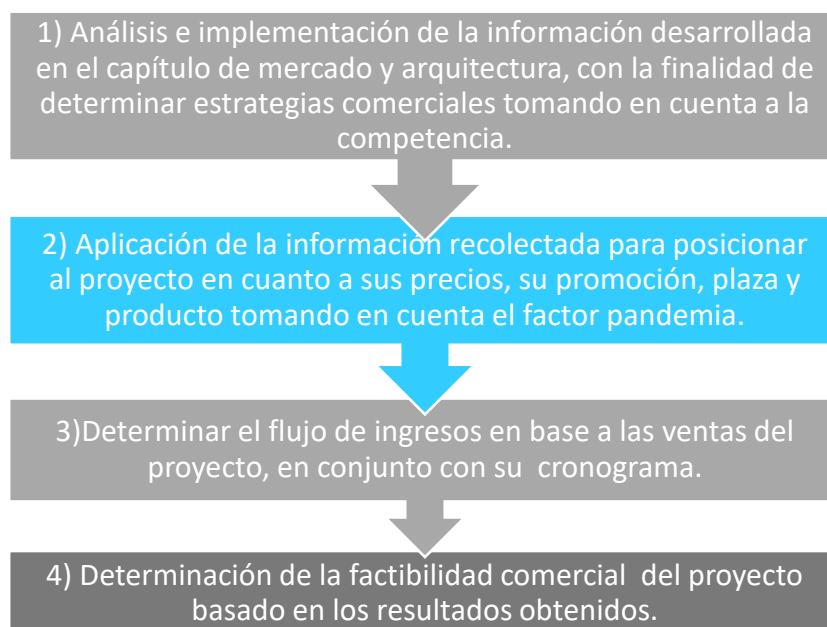 1) Análisis e implementación de la información desarrollada
en el capítulo de mercado y arquitectura, con la finalidad de
determinar estrategias comerciales tomando en cuenta a la
competencia.
2) Aplicación de la información recolectada para posicionar
al proyecto en cuanto a sus precios, su promoción, plaza y
producto tomando en cuenta el factor pandemia.
3)Determinar el flujo de ingresos en base a las ventas del
proyecto, en conjunto con su  cronograma.
4) Determinación de la factibilidad comercial  del proyecto
basado en los resultados obtenidos.